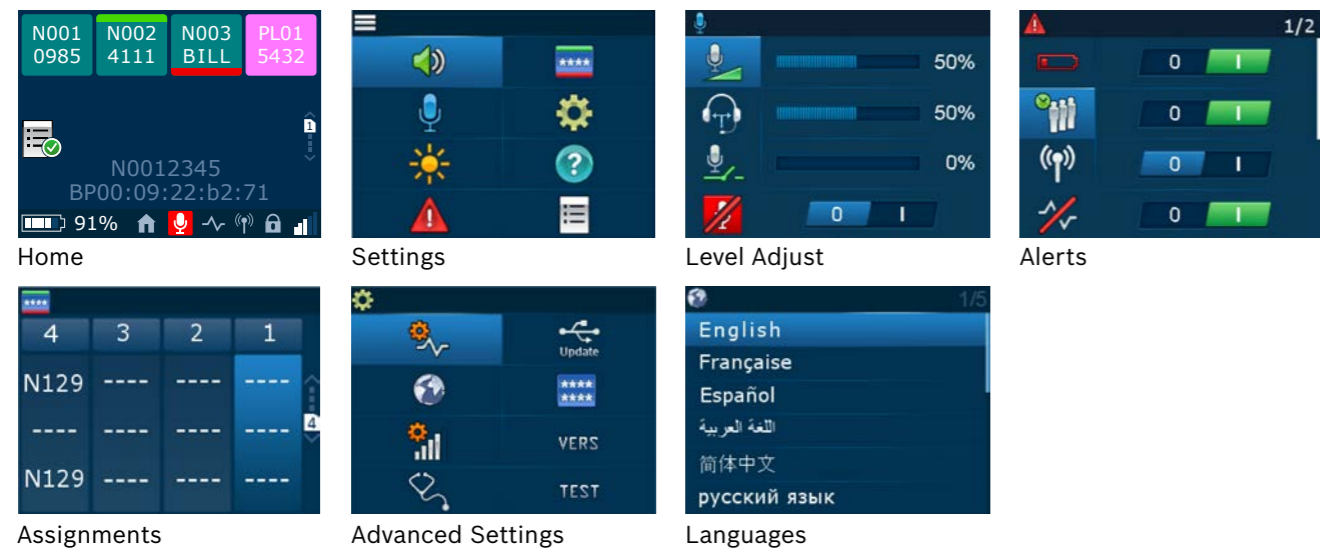 N001 N002 N003 PL01
0985 4111 BILL 5432
1
N0012345
BP00:09:22:b2:71
91%
Home
****
?
Settings
50%
50%
0%
0 I
Level Adjust
1/2
0 I
0 I
0 I
0 I
Alerts
****
4 3 2 1
N129 ---- ---- ----
---- ---- ---- ----
4
N129 ---- ---- ----
Assignments
Update
****
****
VERS
TEST
Advanced Settings
1/5
English
Française
Español
اللغة العربية
简体中文
русский язык
Languages